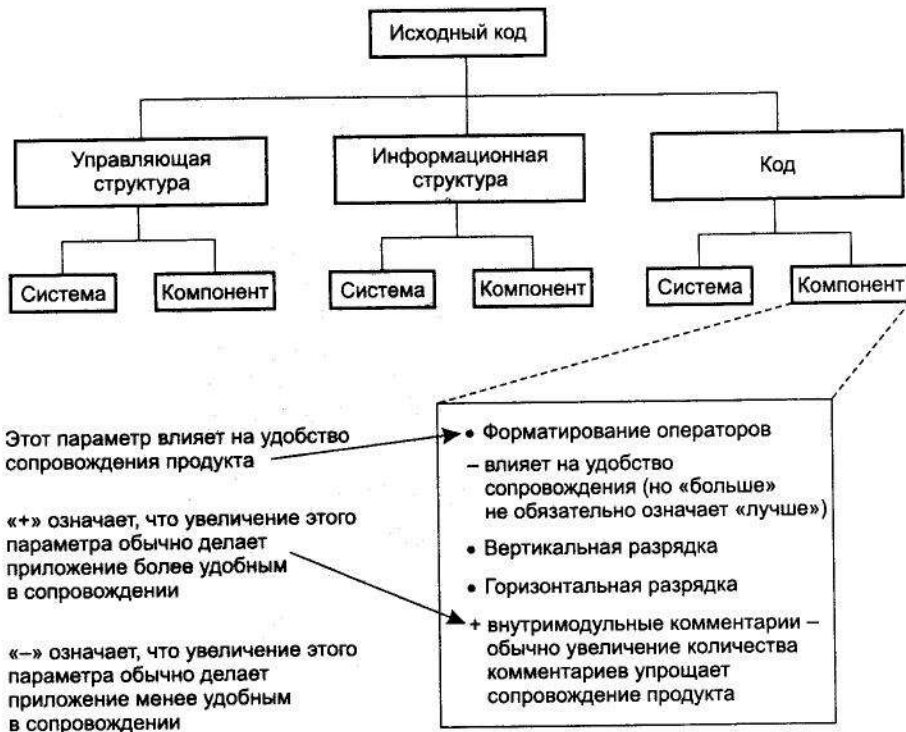 Исходный код
Управляющая
структура
Информационная
структура
Код
Система
Компонент
Система
Компонент
Система
Компонент
Этот параметр влияет на удобство
сопровождения продукта
«+» означает, что увеличение этого
параметра обычно делает
приложение более удобным
в сопровождении
«–» означает, что увеличение этого
параметра обычно делает
приложение менее удобным
в сопровождении
• Форматирование операторов
– влияет на удобство
сопровождения (но «больше»
не обязательно означает «лучше»)
• Вертикальная разрядка
• Горизонтальная разрядка
+ внутримодульные комментарии –
обычно увеличение количества
комментариев упрощает
сопровождение продукта